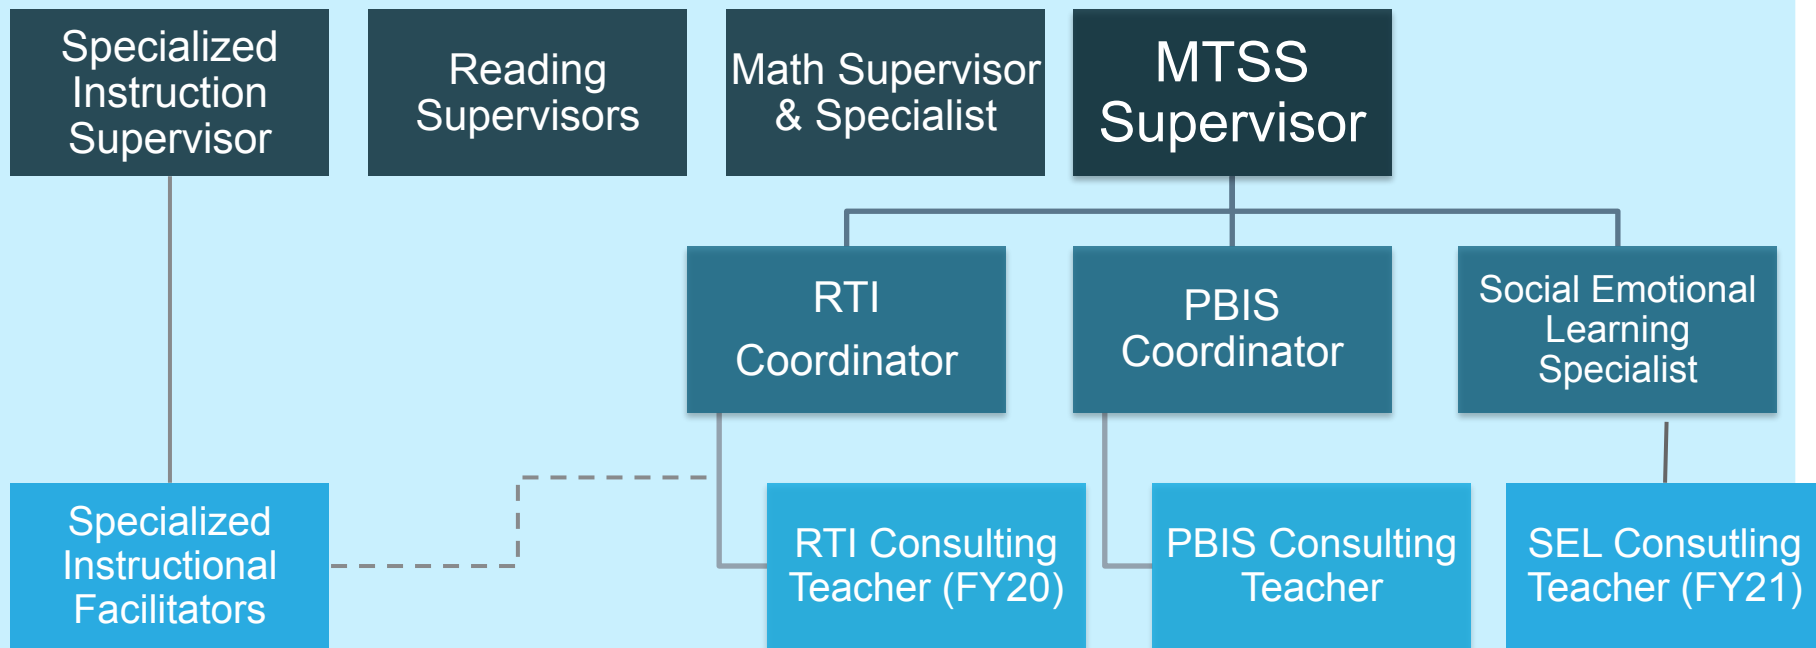 Specialized
Instruction
Supervisor
Reading
Supervisors
Math Supervisor
& Specialist
MTSS
Supervisor
RTI
Coordinator
PBIS
Coordinator
Social Emotional
Learning
Specialist
Specialized
Instructional
Facilitators
RTI Consulting
Teacher (FY20)
PBIS Consulting
Teacher
SEL Consutling
Teacher (FY21)